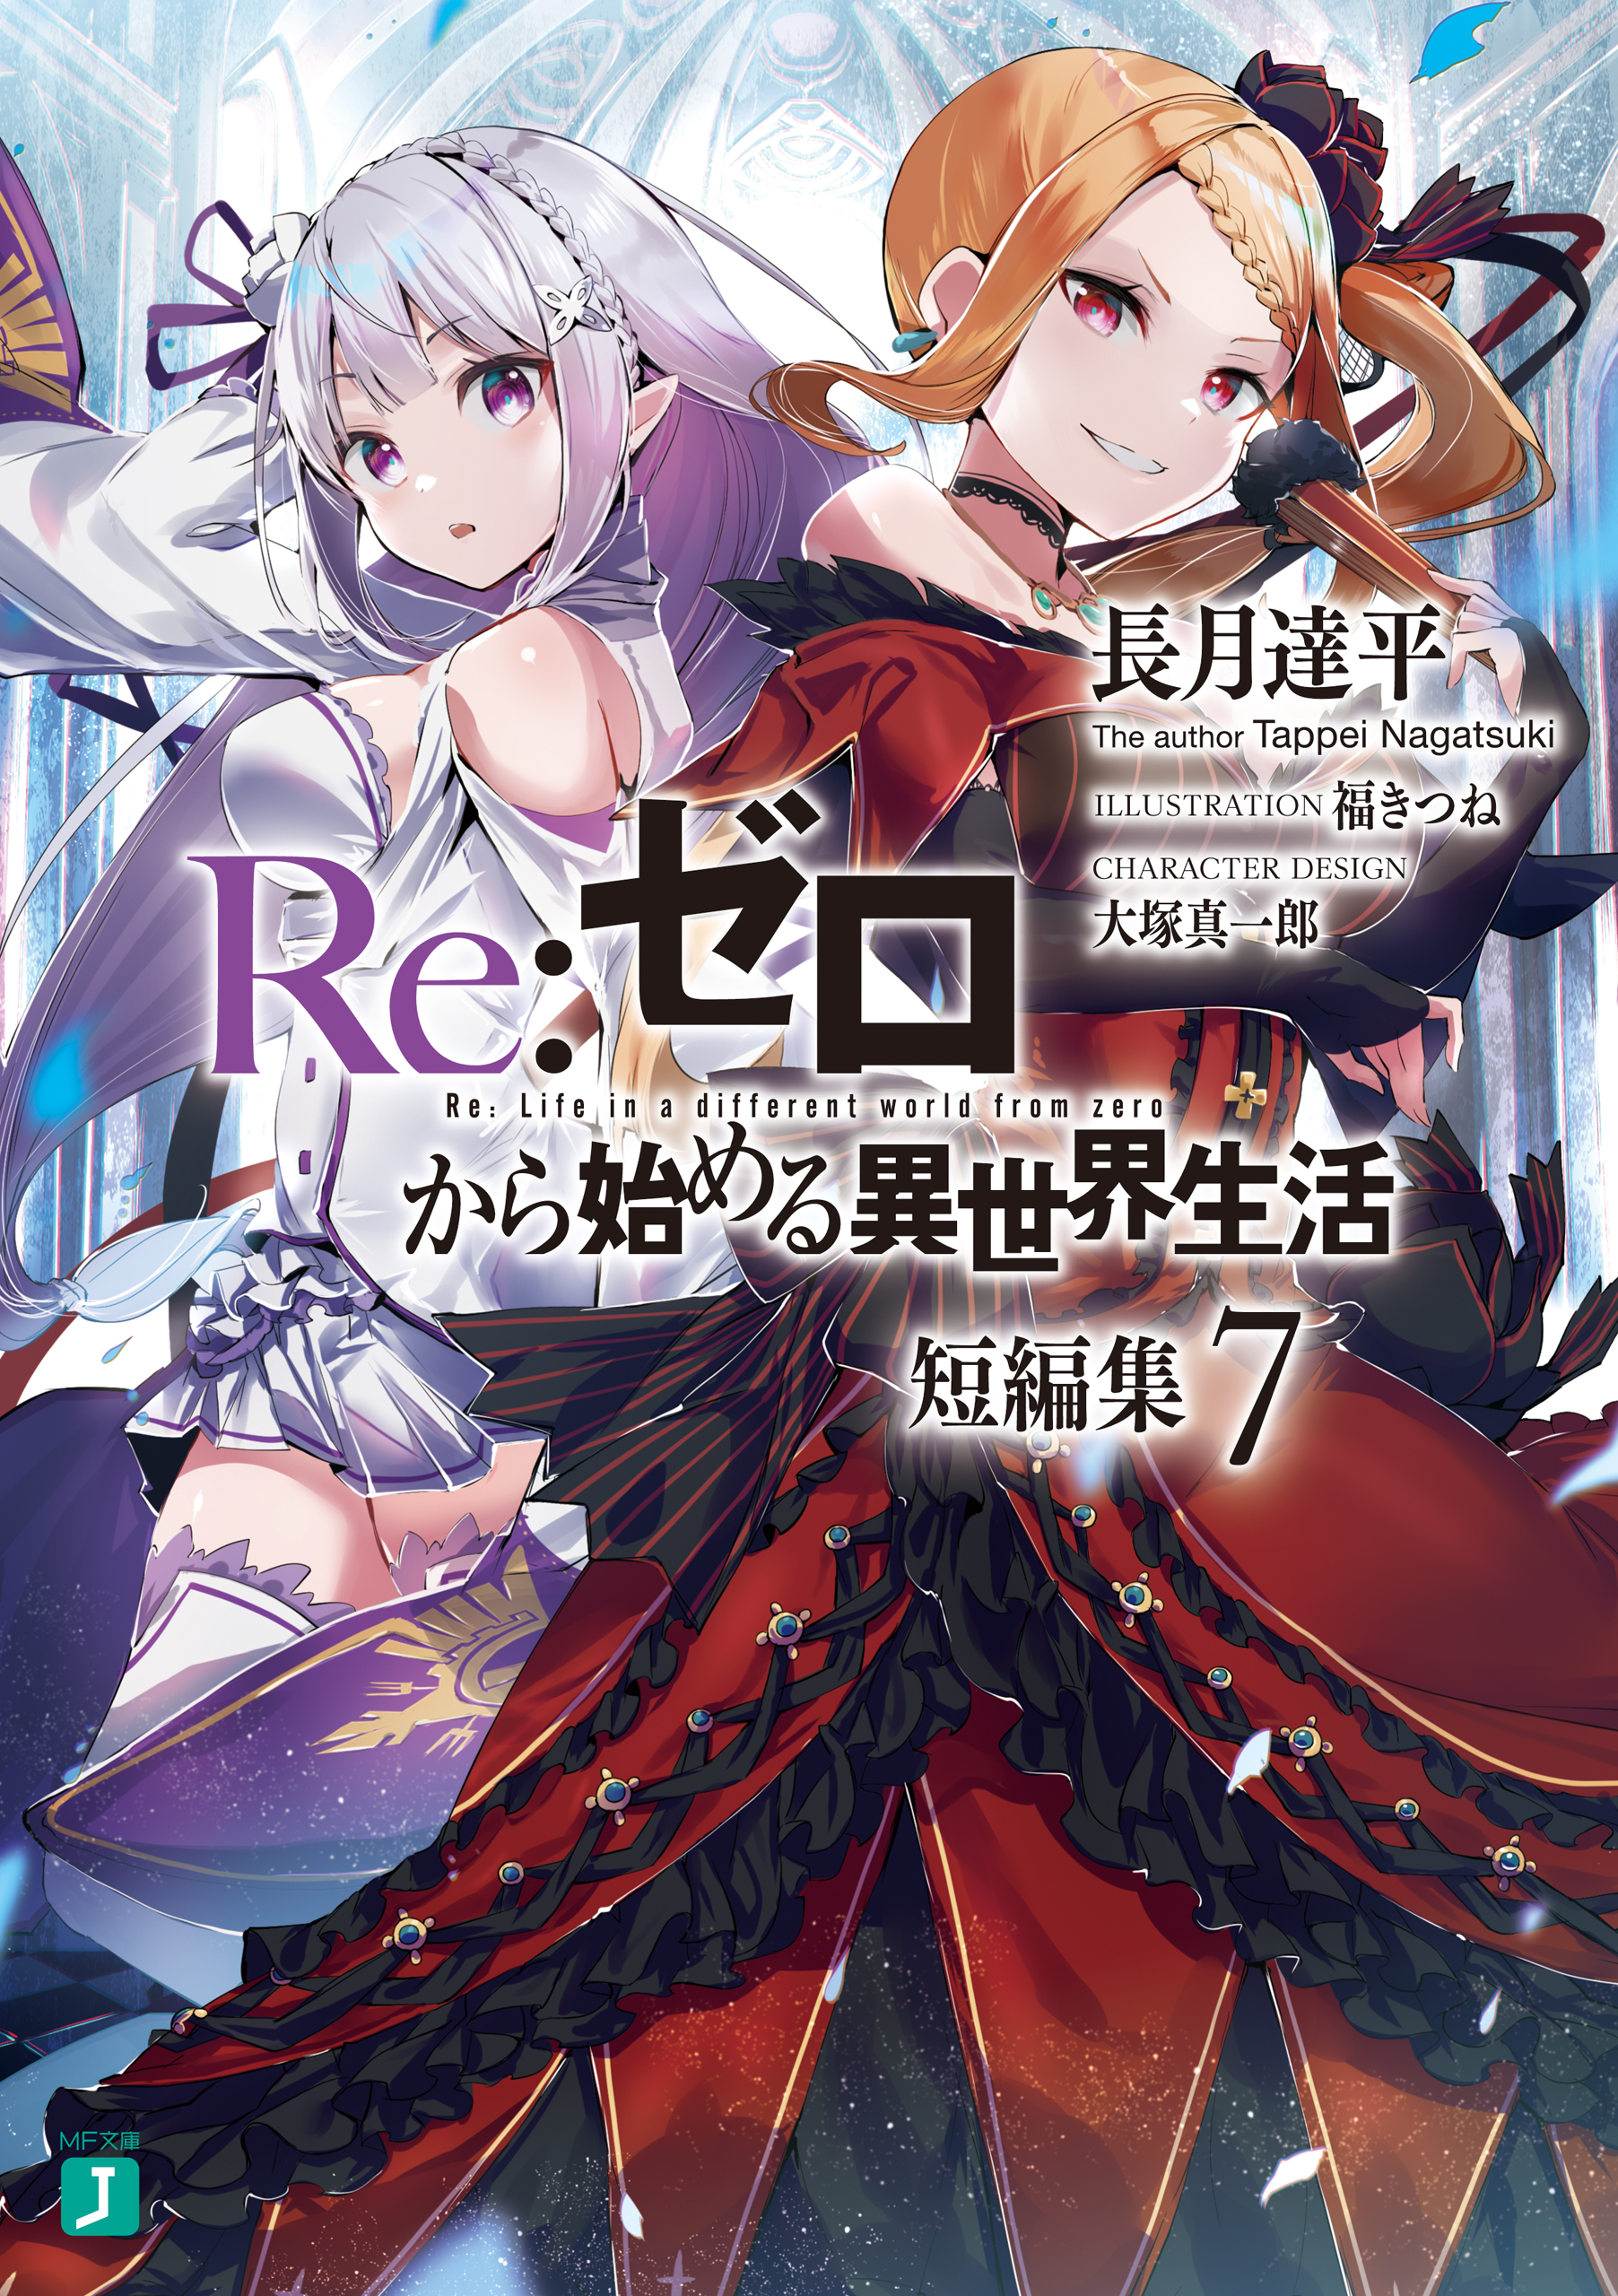 長月達平
The author Tappei Nagatsuki
ILLUSTRATION 福きつね
CHARACTER DESIGN
大塚真一郎
Re:ゼロ
Re: Life in a different world from zero
から始める異世界生活
短編集7
MF文庫
J